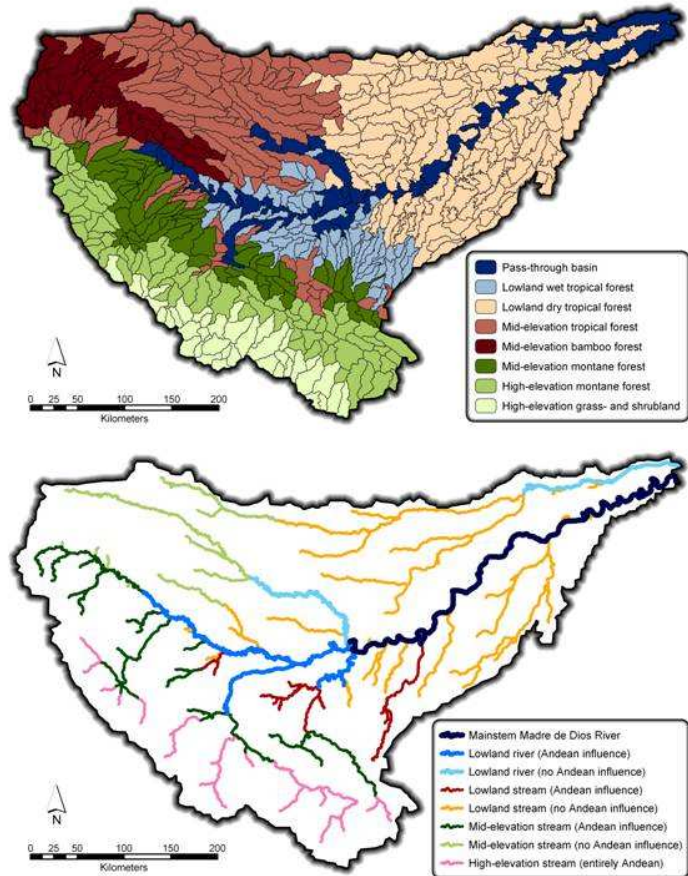 Pass-through basin
Lowland wet tropical forest
Lowland dry tropical forest
Mid-elevation tropical forest
Mid-elevation bamboo forest
Mid-elevation montane forest
High-elevation montane forest
High-elevation grass- and shrubland
N
0 25 50 100 150 200
Kilometers
Mainstem Madre de Dios River
Lowland river (Andean influence)
Lowland river (no Andean influence)
Lowland stream (Andean influence)
Lowland stream (no Andean influence)
Mid-elevation stream (Andean influence)
Mid-elevation stream (no Andean influence)
High-elevation stream (entirely Andean)
N
0 25 50 100 150 200
Kilometers